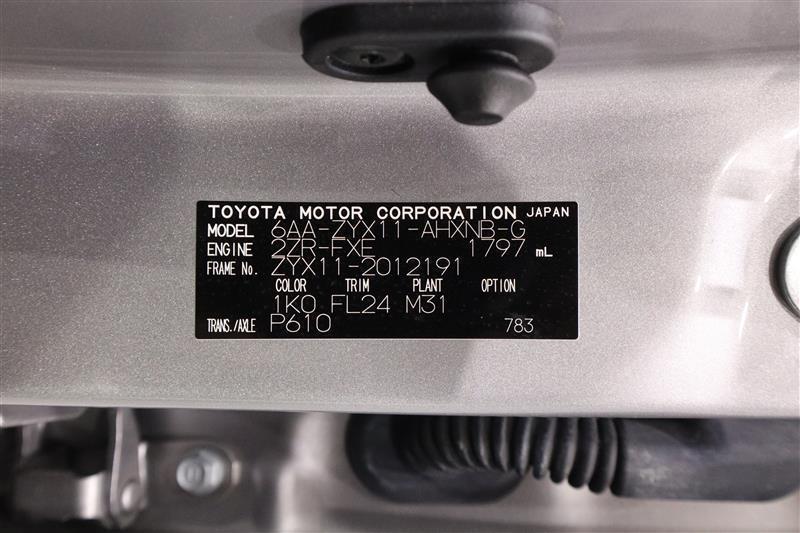 TOYOTA MOTOR CORPORATION JAPAN
MODEL 6AA-ZYX11-AHXNB-G
ENGINE 2ZR-FXE 1797 mL
FRAME No. ZYX11-2012191
COLOR TRIM PLANT OPTION
1K0 FL24 M31
TRANS./AXLE P610 783